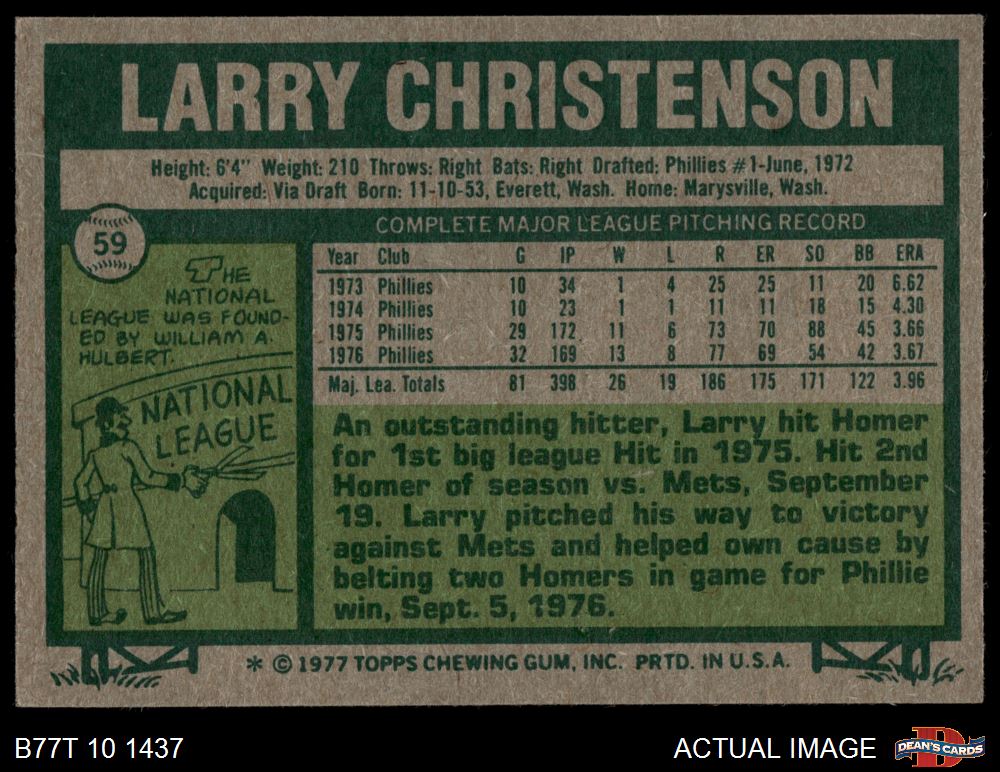 LARRY CHRISTENSON
Height: 6'4" Weight: 210 Throws: Right Bats: Right Drafted: Phillies #1-June, 1972
Acquired: Via Draft Born: 11-10-53, Everett, Wash. Home: Marysville, Wash.
59
THE
NATIONAL
LEAGUE WAS FOUND-
ED BY WILLIAM A.
HULBERT.
NATIONAL
LEAGUE
COMPLETE MAJOR LEAGUE PITCHING RECORD
Year Club G IP W L R ER SO BB ERA
1973 Phillies 10 34 1 4 25 25 11 20 6.62
1974 Phillies 10 23 1 1 11 11 18 15 4.30
1975 Phillies 29 172 11 6 73 70 88 45 3.66
1976 Phillies 32 169 13 8 77 69 54 42 3.67
Maj. Lea. Totals 81 398 26 19 186 175 171 122 3.96
An outstanding hitter, Larry hit Homer
for 1st big league Hit in 1975. Hit 2nd
Homer of season vs. Mets, September
19. Larry pitched his way to victory
against Mets and helped own cause by
belting two Homers in game for Phillie
win, Sept. 5, 1976.
* © 1977 TOPPS CHEWING GUM, INC. PRTD. IN U.S.A.
B77T 10 1437
ACTUAL IMAGE
D
DEAN'S CARDS